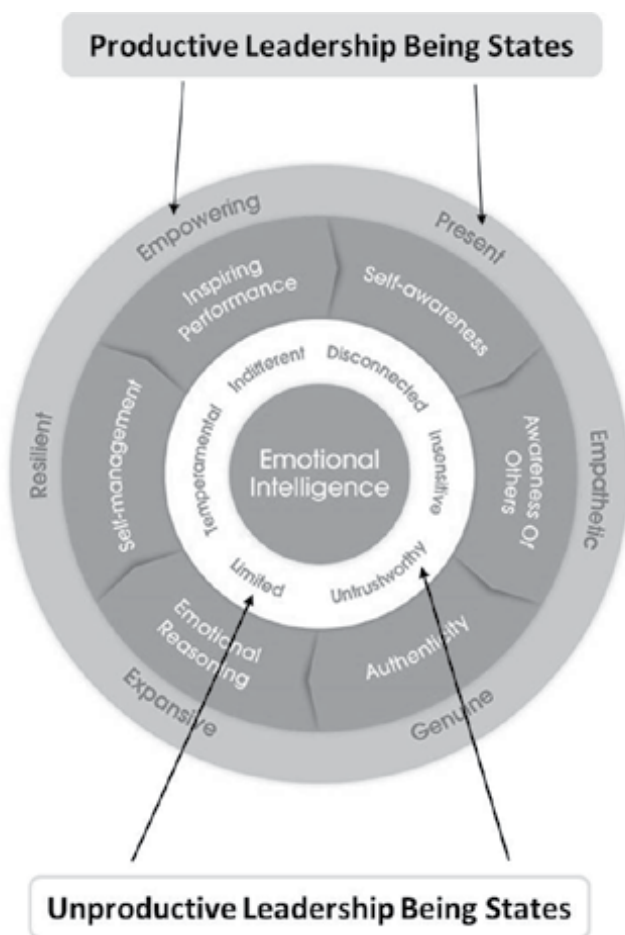 Productive Leadership Being States
Empowering
Present
Inspiring
Performance
Self-awareness
Indifferent
Disconnected
Resilient
Self-management
Temperamental
Emotional
Intelligence
Insensitive
Awareness Of
Others
Empathetic
Limited
Untrustworthy
Emotional
Reasoning
Authenticity
Expansive
Genuine
Unproductive Leadership Being States